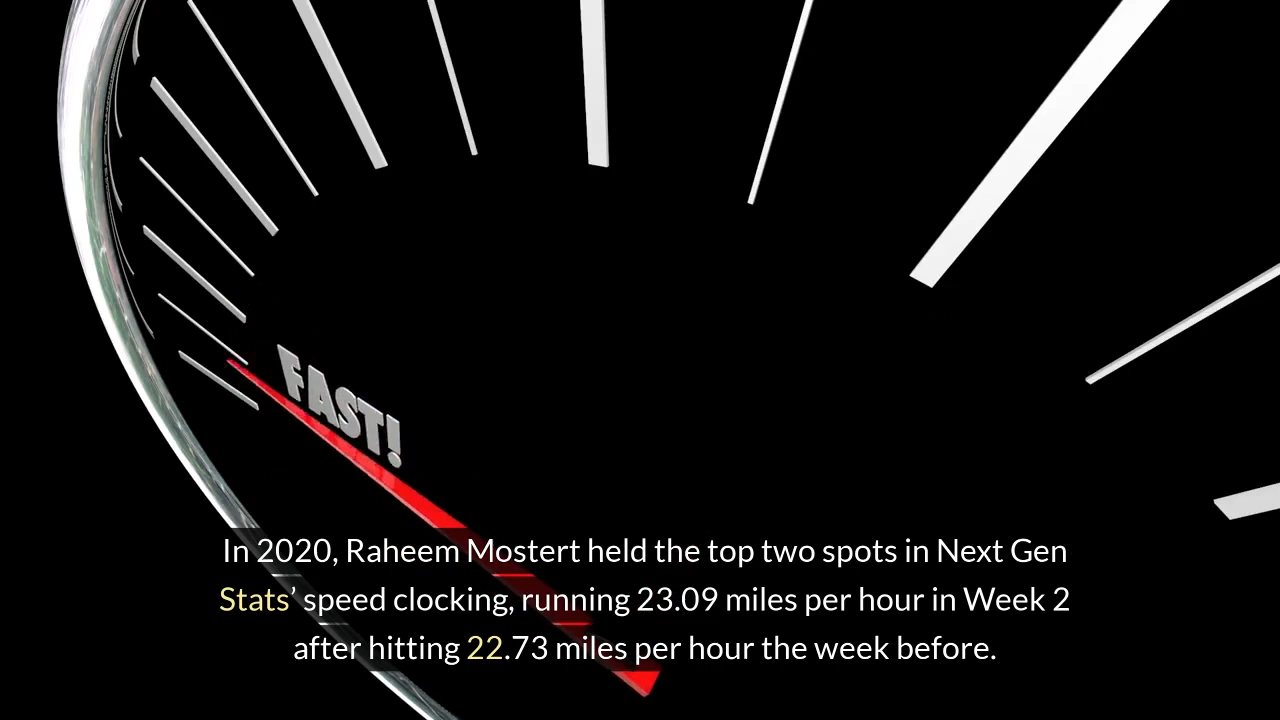 FAST!
In 2020, Raheem Mostert held the top two spots in Next Gen
Stats’ speed clocking, running 23.09 miles per hour in Week 2
after hitting 22.73 miles per hour the week before.